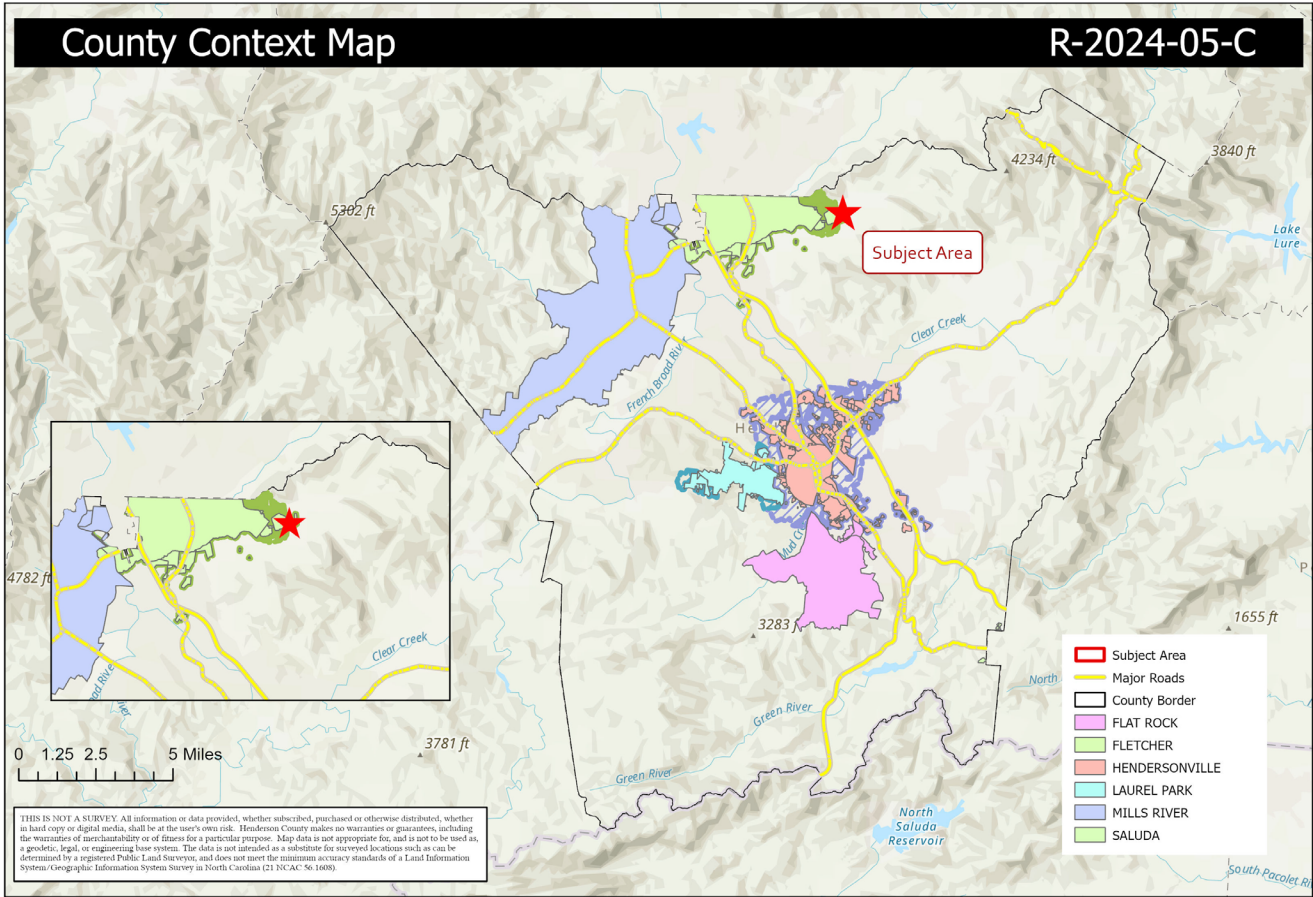 County Context Map
R-2024-05-C
3840 ft
4234 ft
5302 ft
Lake
Lure
Subject Area
Clear Creek
French Broad River
He
Mud C
4782 ft
Clear Creek
oad River
iver
3283 f
1655 ft
P
Subject Area
Major Roads
County Border
FLAT ROCK
FLETCHER
HENDERSONVILLE
LAUREL PARK
MILLS RIVER
SALUDA
North
Green River
3781 ft
0 1.25 2.5 5 Miles
Green River
North
Saluda
Reservoir
South Pacolet Ri
THIS IS NOT A SURVEY. All information or data provided, whether subscribed, purchased or otherwise distributed, whether
in hard copy or digital media, shall be at the user's own risk. Henderson County makes no warranties or guarantees, including
the warranties of merchantability or of fitness for a particular purpose. Map data is not appropriate for, and is not to be used as,
a geodetic, legal, or engineering base system. The data is not intended as a substitute for surveyed locations such as can be
determined by a registered Public Land Surveyor, and does not meet the minimum accuracy standards of a Land Information
System/Geographic Information System Survey in North Carolina (21 NCAC 56.1608).